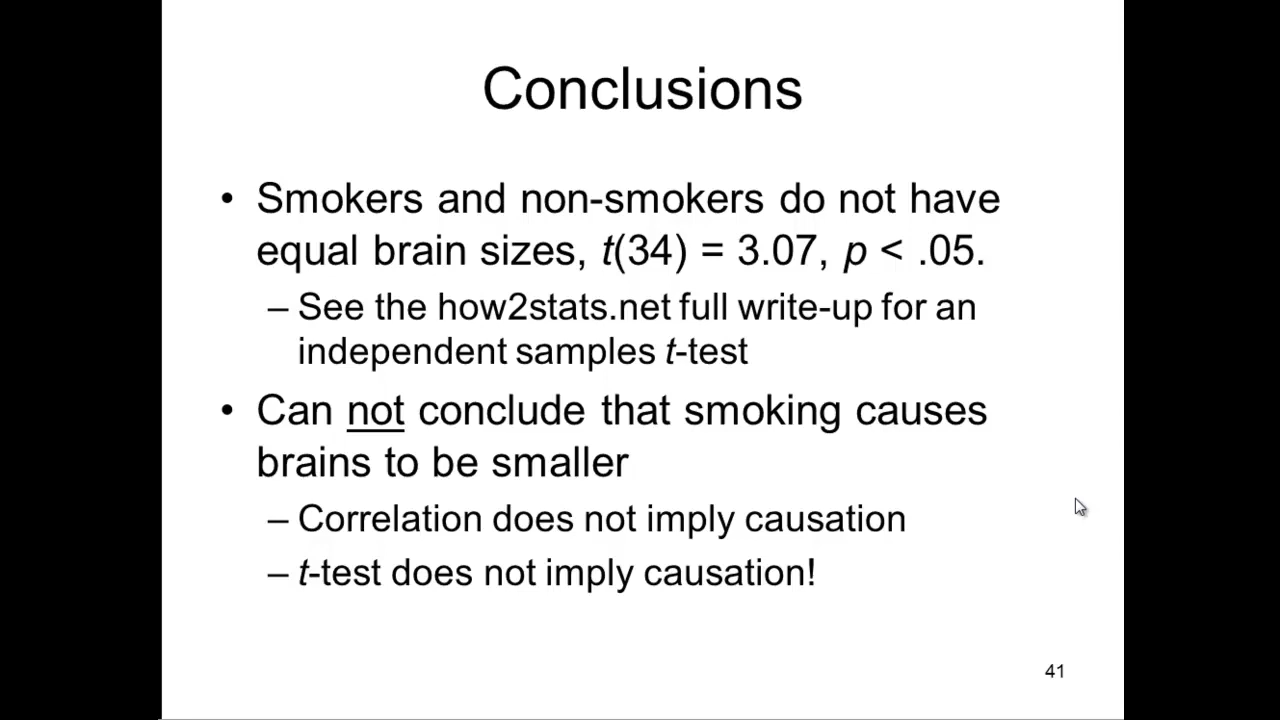 Conclusions
• Smokers and non-smokers do not have
equal brain sizes, t(34) = 3.07, p < .05.
– See the how2stats.net full write-up for an
independent samples t-test
• Can not conclude that smoking causes
brains to be smaller
– Correlation does not imply causation
– t-test does not imply causation!
41